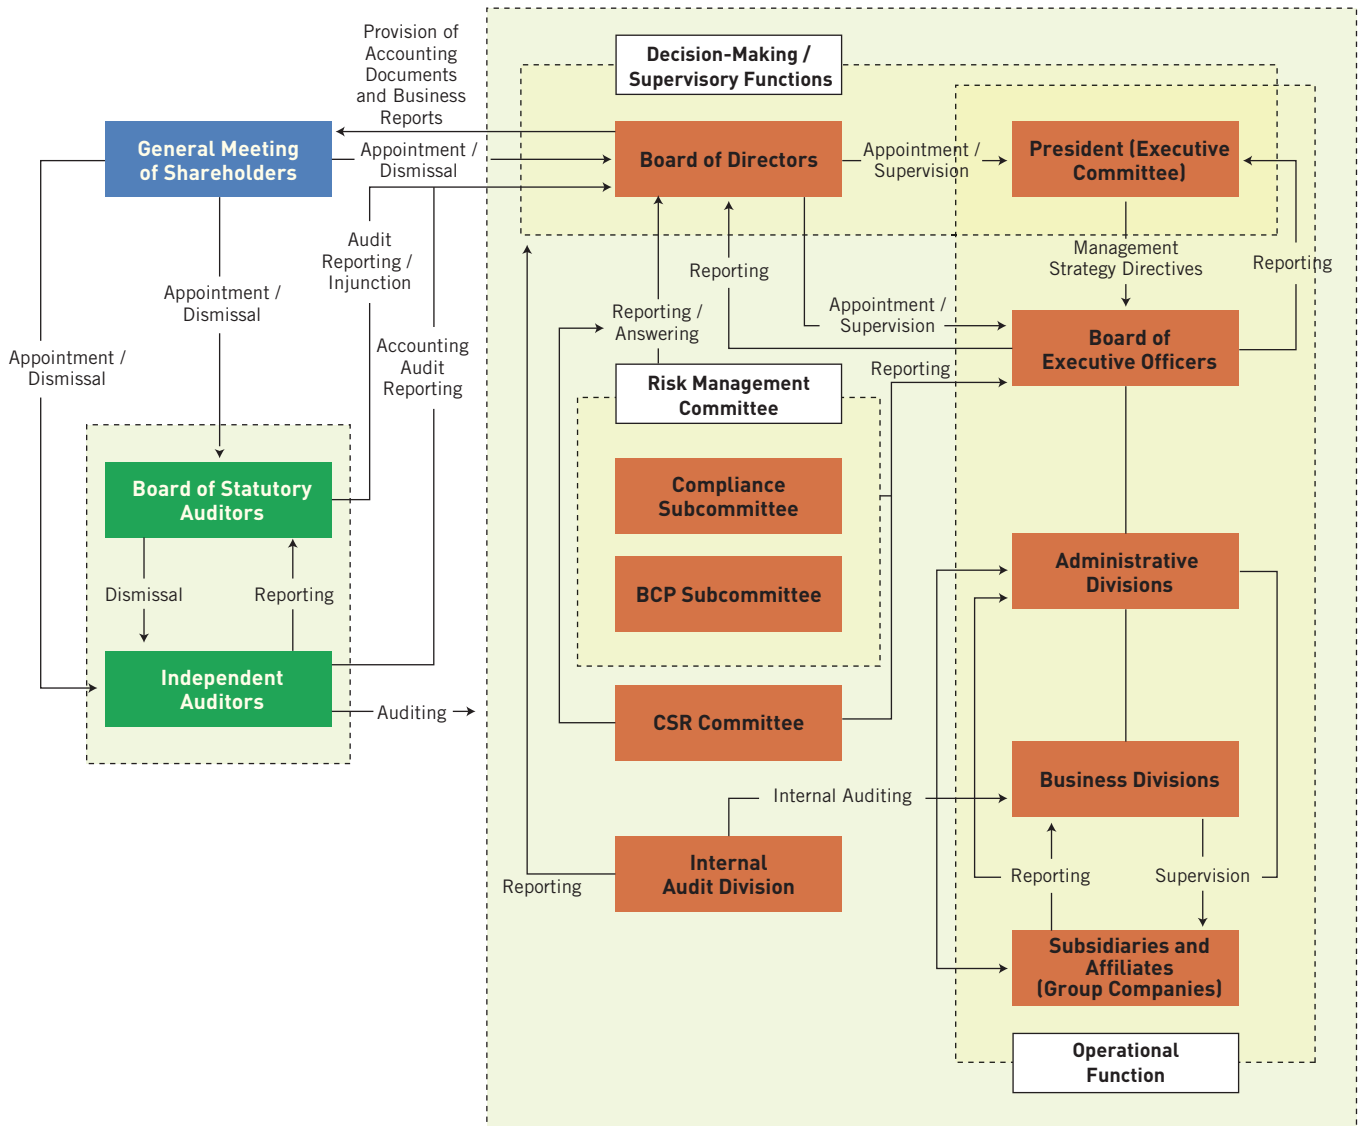 Provision of
Accounting
Documents
and Business
Reports
Decision-Making /
Supervisory Functions
General Meeting
of Shareholders
Appointment /
Dismissal
Board of Directors
Appointment /
Supervision
President (Executive
Committee)
Audit
Reporting /
Injunction
Appointment /
Dismissal
Reporting
Management
Strategy Directives
Reporting
Reporting /
Answering
Appointment /
Supervision
Appointment /
Dismissal
Accounting
Audit
Reporting
Board of
Executive Officers
Reporting
Risk Management
Committee
Compliance
Subcommittee
BCP Subcommittee
Board of Statutory
Auditors
Dismissal
Reporting
Independent
Auditors
Auditing
Administrative
Divisions
CSR Committee
Business Divisions
Internal Auditing
Internal
Audit Division
Reporting
Reporting
Supervision
Subsidiaries and
Affiliates
(Group Companies)
Operational
Function